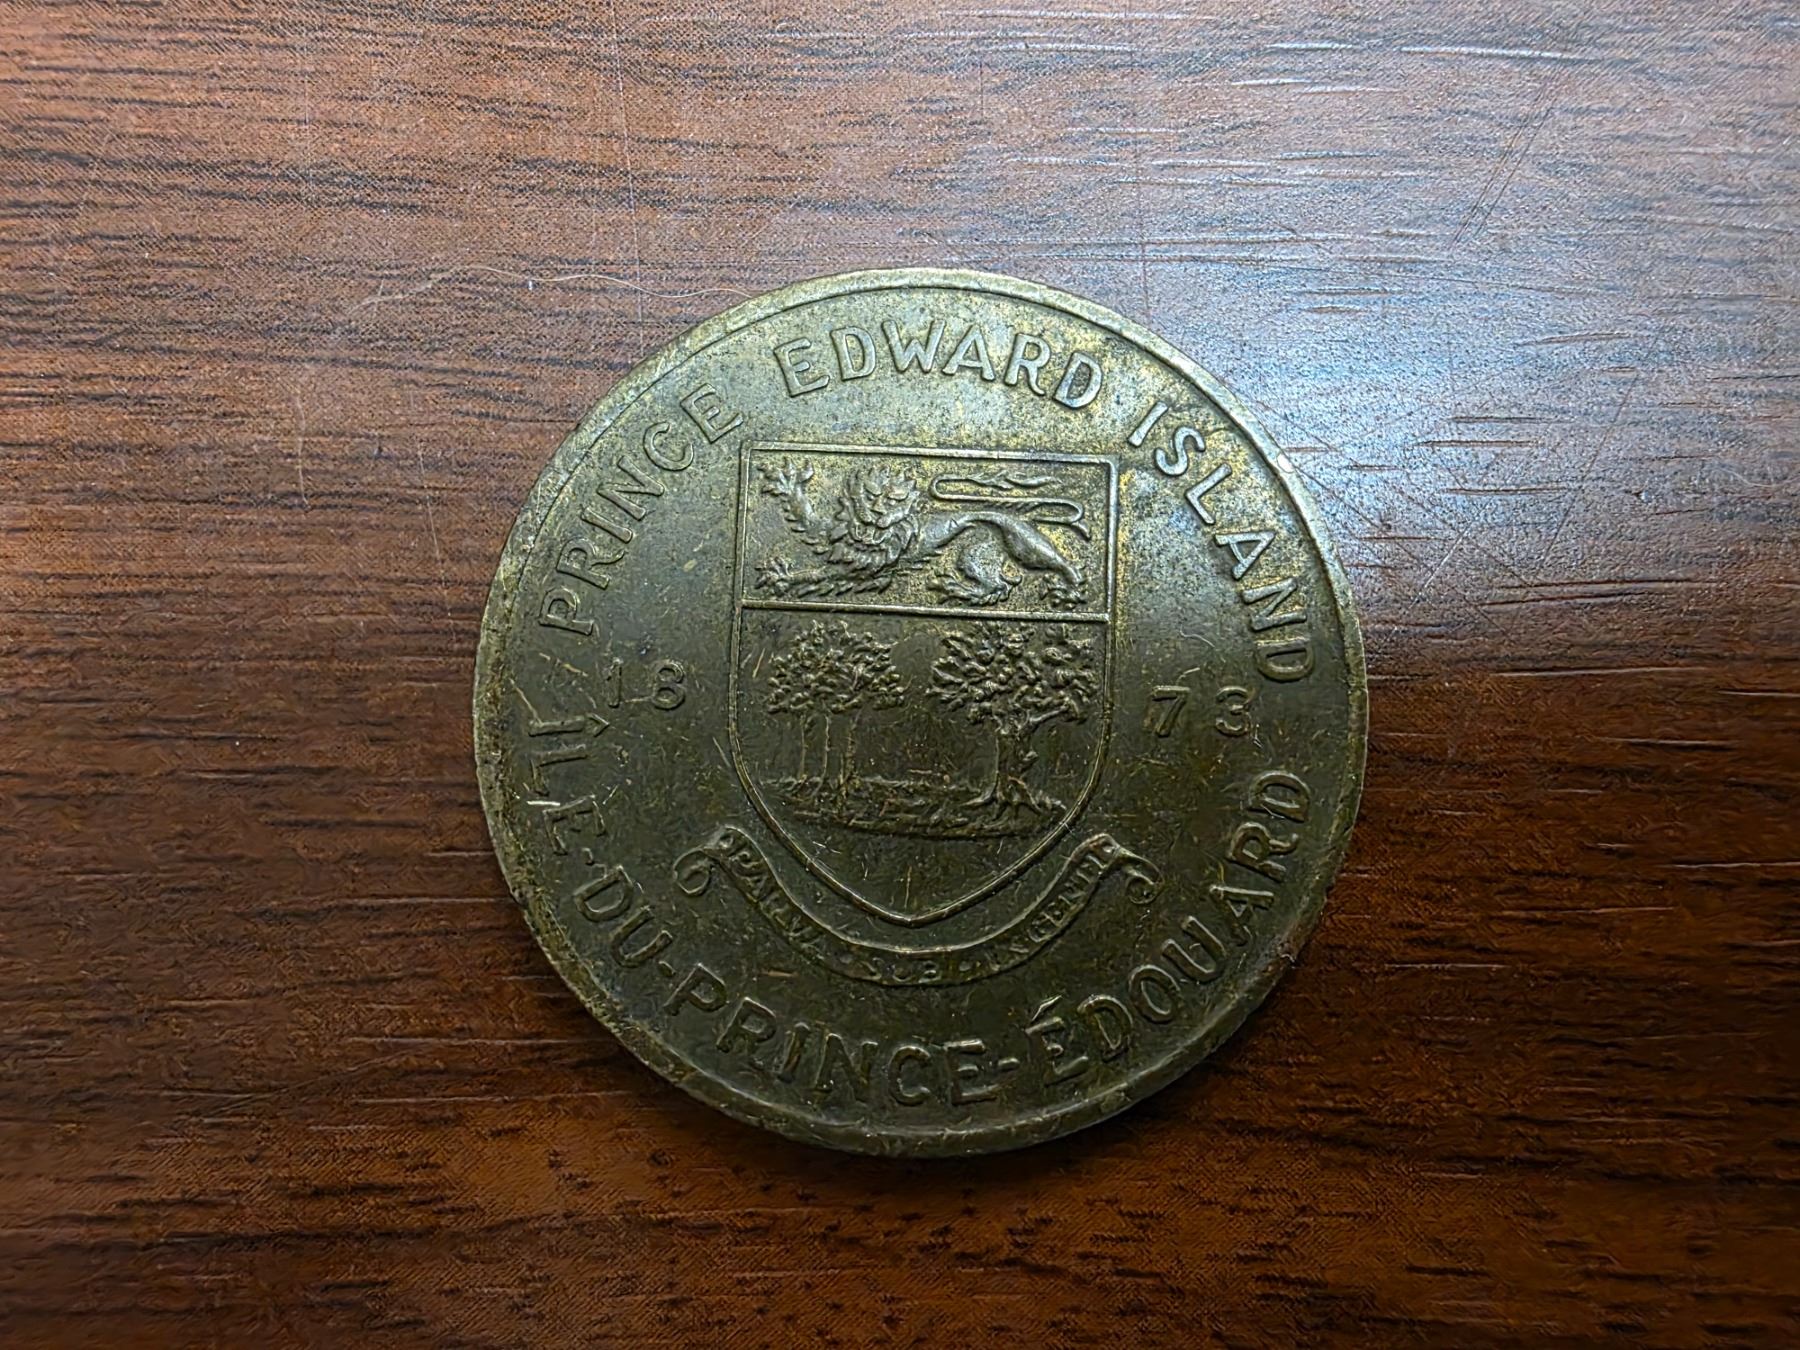 PRINCE EDWARD ISLAND
18 73
PARVA·SUB·INGENTI
ÎLE-DU-PRINCE-ÉDOUARD